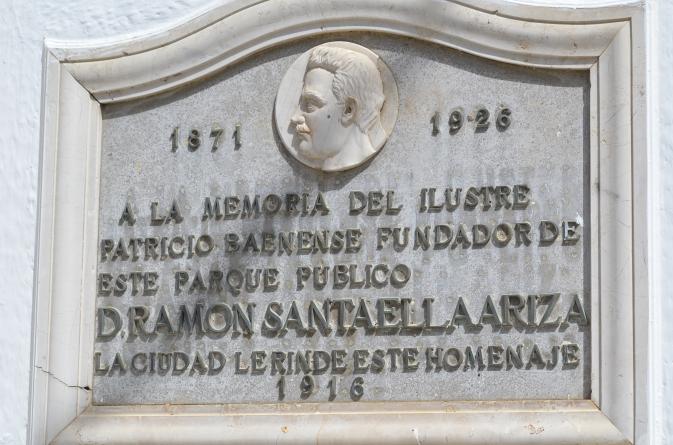 1871 1926
A LA MEMORIA DEL ILUSTRE
PATRICIO BAENENSE FUNDADOR DE
ESTE PARQUE PUBLICO
D. RAMON SANTAELLA ARIZA
LA CIUDAD LE RINDE ESTE HOMENAJE
1916